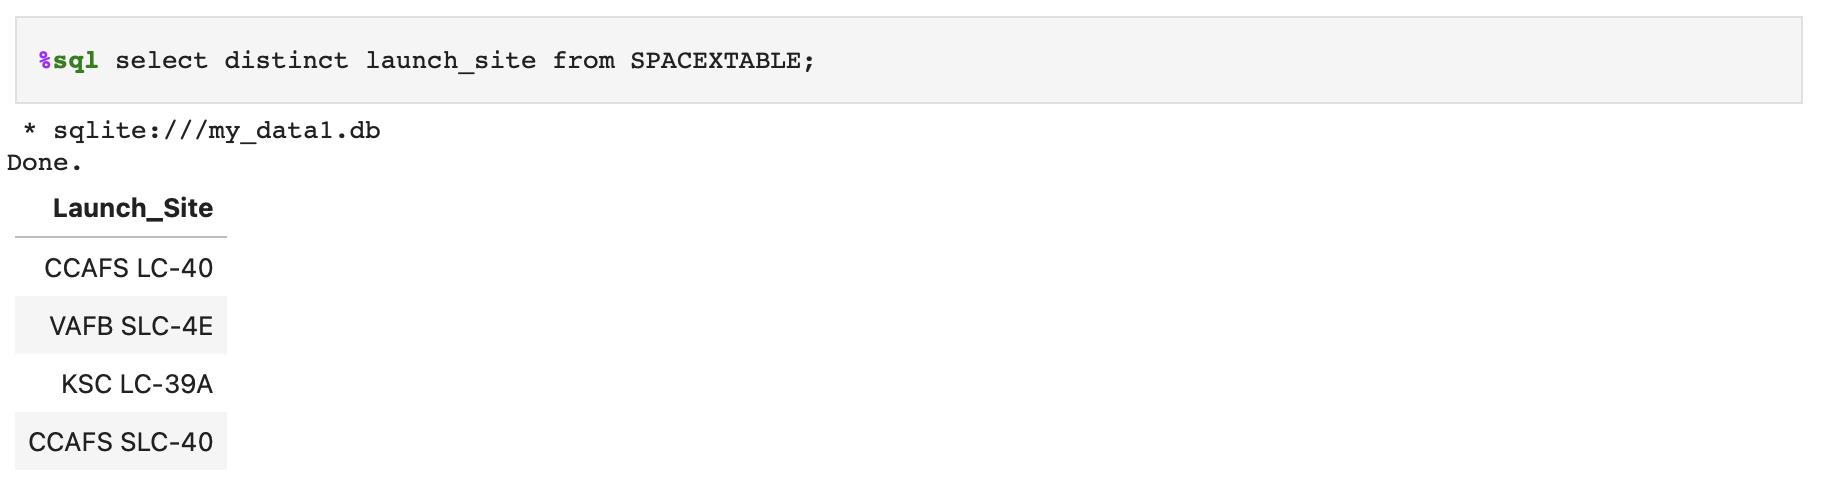 %sql select distinct launch_site from SPACEXTABLE;
* sqlite:///my_data1.db
Done.
Launch_Site
CCAFS LC-40
VAFB SLC-4E
KSC LC-39A
CCAFS SLC-40